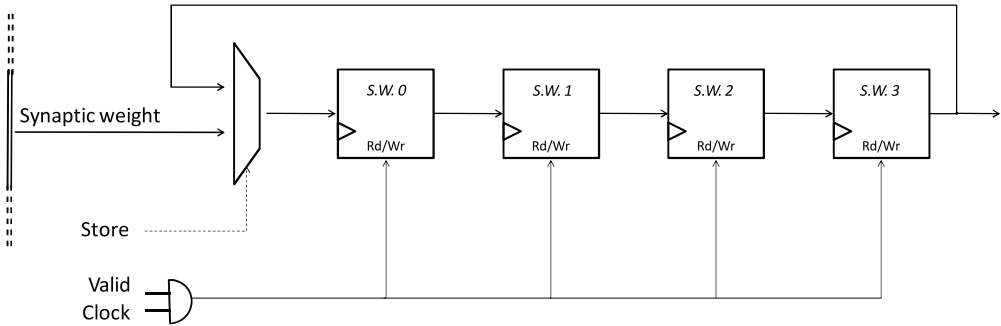 S.W. 0
S.W. 1
S.W. 2
S.W. 3
Synaptic weight
Rd/Wr
Rd/Wr
Rd/Wr
Rd/Wr
Store
Valid
Clock